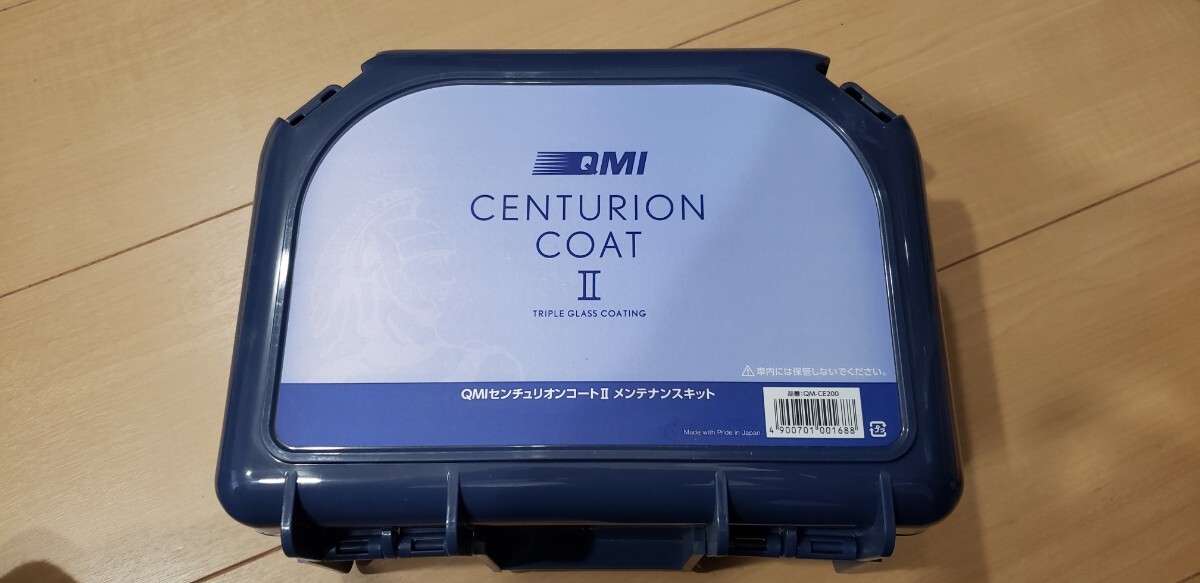 QMI
CENTURION
COAT
II
TRIPLE GLASS COATING
⚠車内には保管しないでください。
QMIセンチュリオンコートⅡ メンテナンスキット
品番:QM-CE200
4 900701 001688
Made with Pride in Japan
プラ